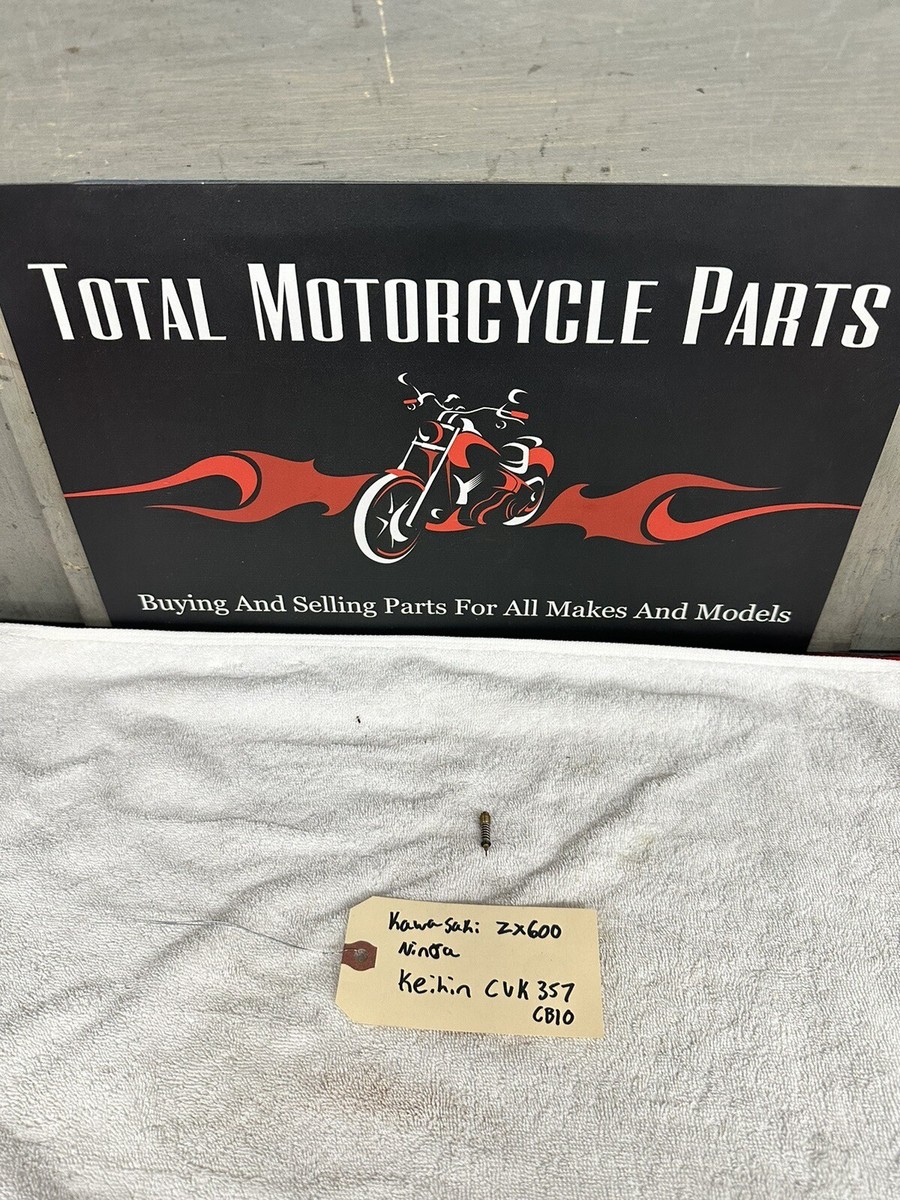 TOTAL MOTORCYCLE PARTS
Buying And Selling Parts For All Makes And Models
Kawasaki ZX600
Ninja
Keihin CVK 357
CB10